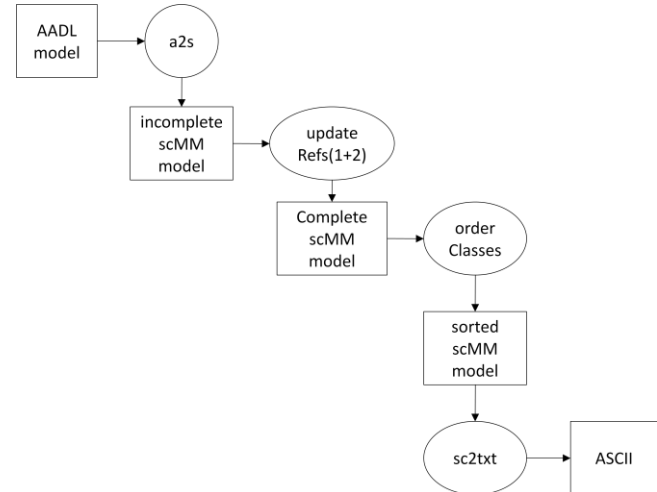 AADL
model
a2s
incomplete
scMM
model
update
Refs(1+2)
Complete
scMM
model
order
Classes
sorted
scMM
model
sc2txt
ASCII